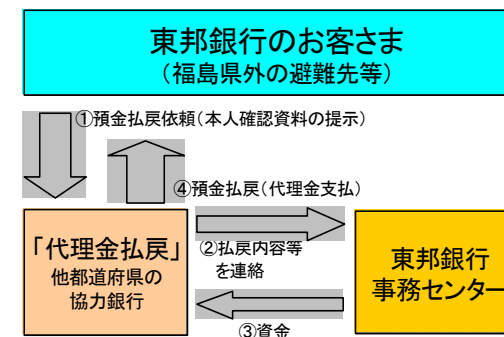 東邦銀行のお客さま
（福島県外の避難先等）
①預金払戻依頼（本人確認資料の提示）
④預金払戻（代理金支払）
「代理金払戻」
他都道府県の
協力銀行
②払戻内容等
を連絡
東邦銀行
事務センター
③資金